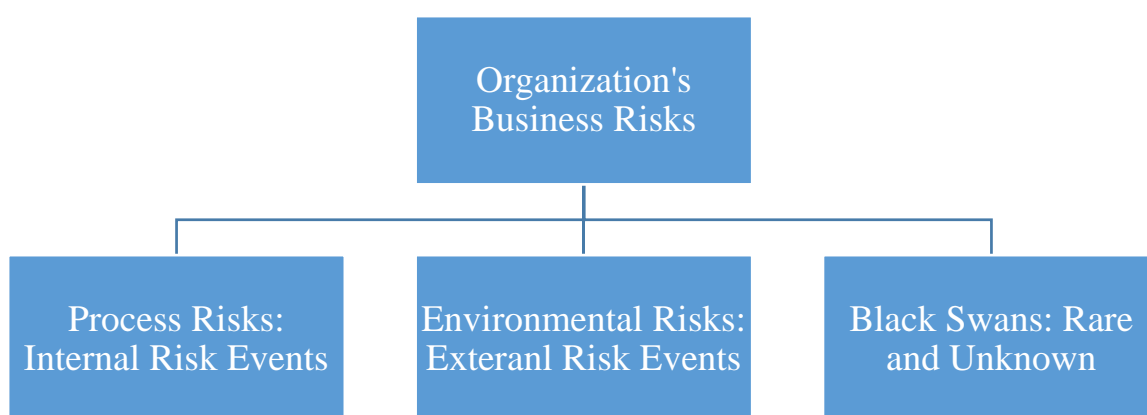 Organization's
Business Risks
Process Risks:
Internal Risk Events
Environmental Risks:
Exteranl Risk Events
Black Swans: Rare
and Unknown